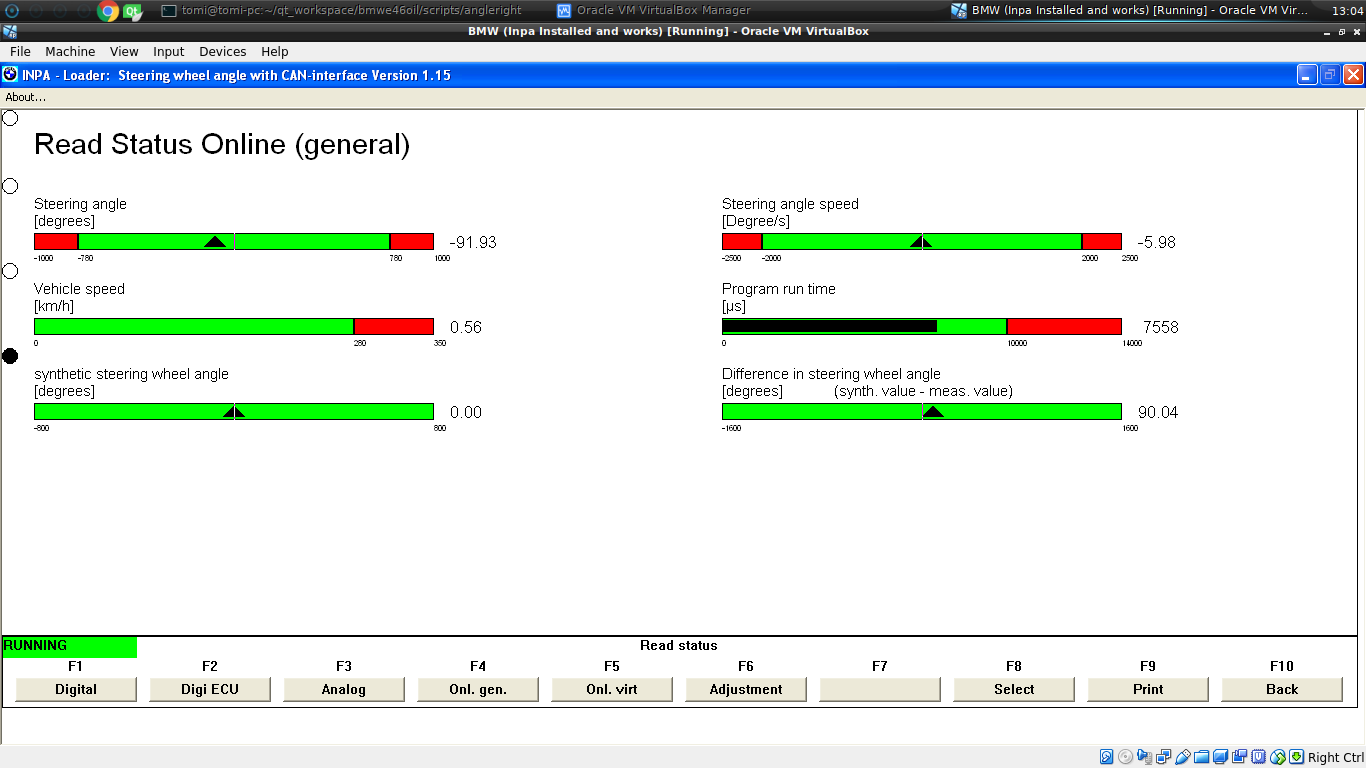 tomi@tomi-pc:~/qt_workspace/bmwe46oil/scripts/angleright
Oracle VM VirtualBox Manager
BMW (Inpa Installed and works) [Running] - Oracle VM Vir...
13:04
BMW (Inpa Installed and works) [Running] - Oracle VM VirtualBox
File Machine View Input Devices Help
INPA - Loader: Steering wheel angle with CAN-interface Version 1.15
About...
Read Status Online (general)
Steering angle
[degrees]
-91.93
-1000 -780 780 1000
Steering angle speed
[Degree/s]
-5.98
-2500 -2000 2000 2500
Vehicle speed
[km/h]
0.56
0 280 350
Program run time
[µs]
7558
0 10000 14000
synthetic steering wheel angle
[degrees]
0.00
-800 800
Difference in steering wheel angle
[degrees] (synth. value - meas. value)
90.04
-1600 1600
RUNNING
Read status
F1 F2 F3 F4 F5 F6 F7 F8 F9 F10
Digital Digi ECU Analog Onl. gen. Onl. virt Adjustment Select Print Back
Right Ctrl